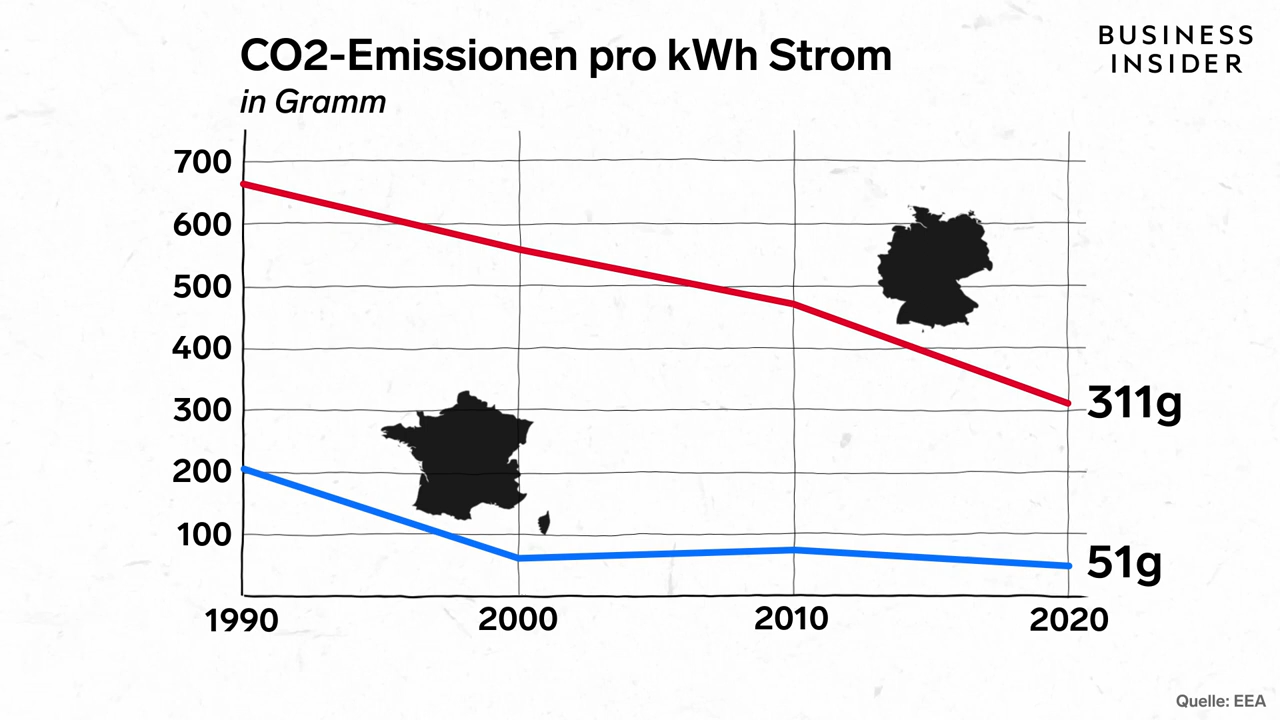 CO2-Emissionen pro kWh Strom
in Gramm
BUSINESS
INSIDER
700
600
500
400
300
200
100
311g
51g
1990
2000
2010
2020
Quelle: EEA